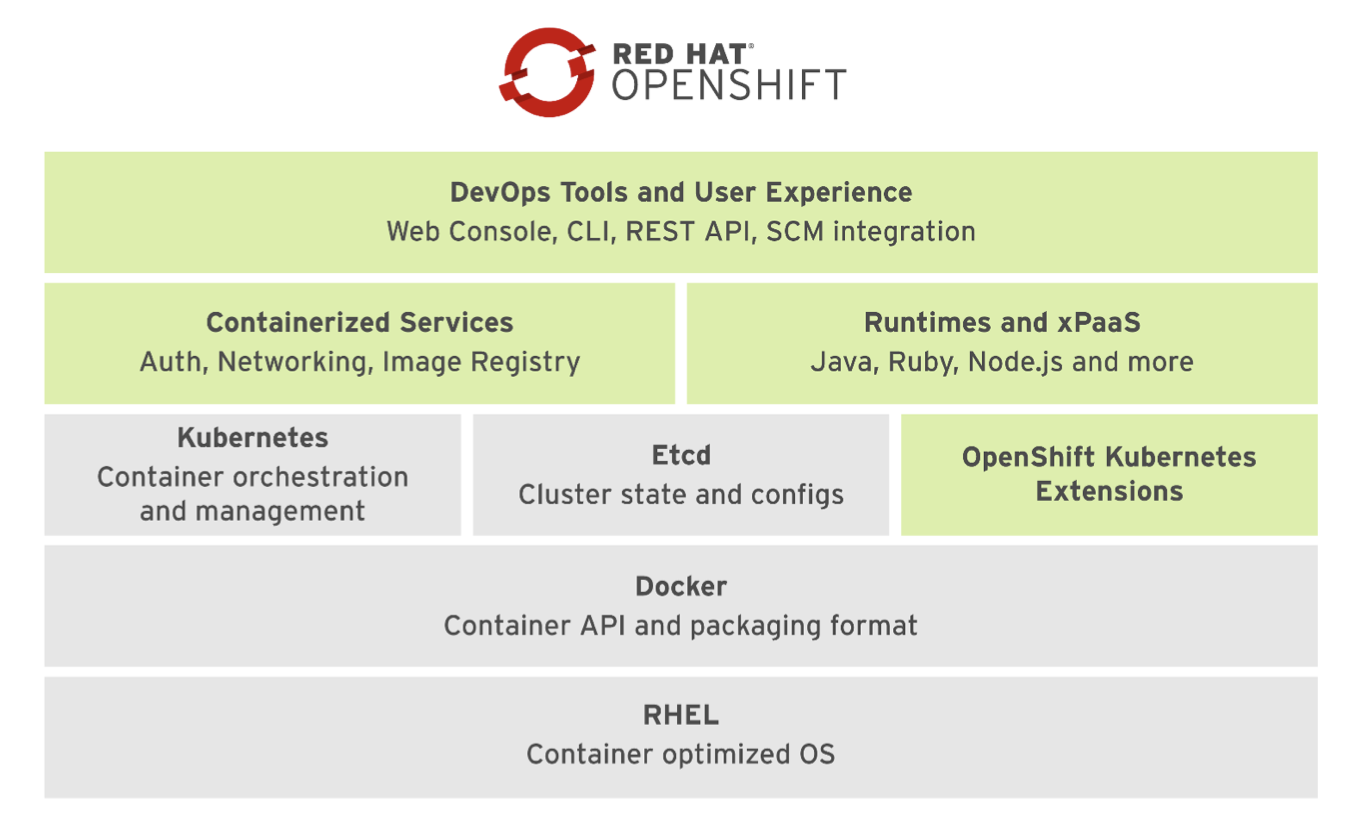 RED HAT®
OPENSHIFT
DevOps Tools and User Experience
Web Console, CLI, REST API, SCM integration
Containerized Services
Auth, Networking, Image Registry
Runtimes and xPaaS
Java, Ruby, Node.js and more
Kubernetes
Container orchestration
and management
Etcd
Cluster state and configs
OpenShift Kubernetes
Extensions
Docker
Container API and packaging format
RHEL
Container optimized OS